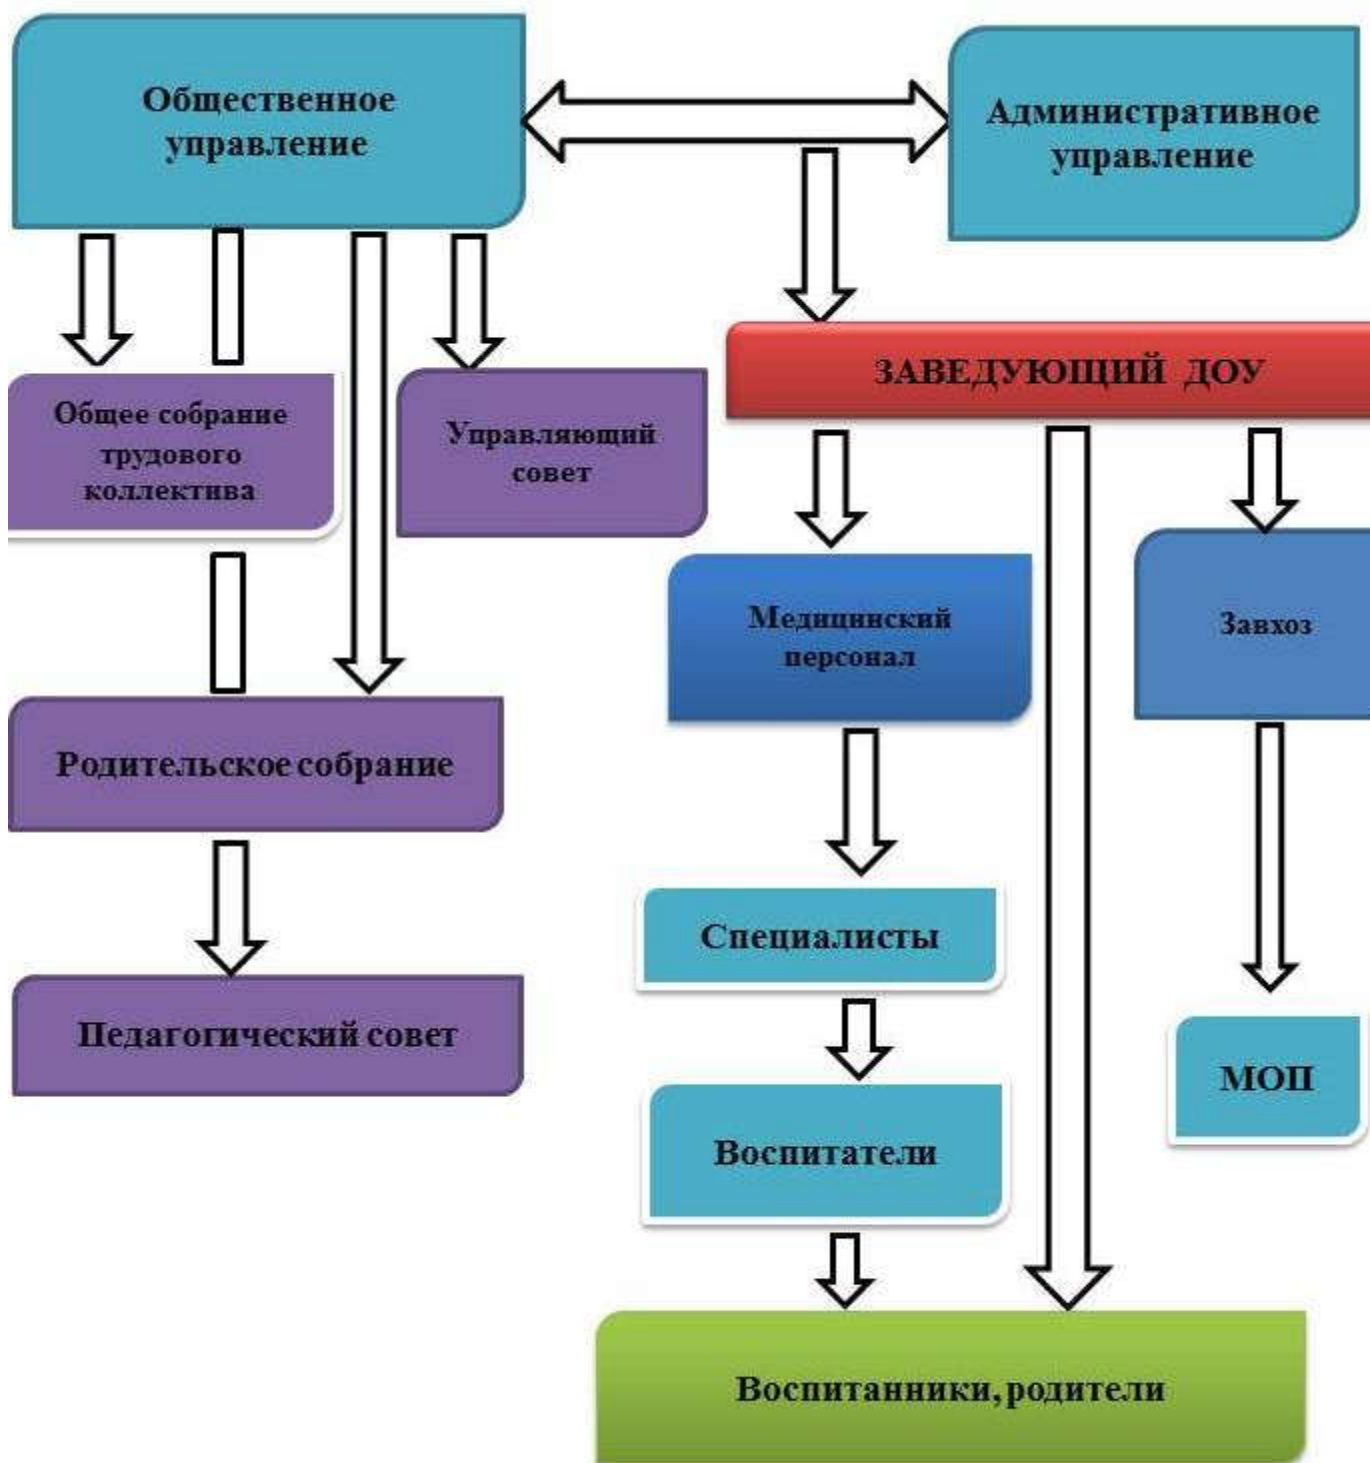 Общественное
управление
Административное
управление
ЗАВЕДУЮЩИЙ ДОУ
Общее собрание
трудового
коллектива
Управляющий
совет
Медицинский
персонал
Завхоз
Родительское собрание
Специалисты
Педагогический совет
МОП
Воспитатели
Воспитанники, родители